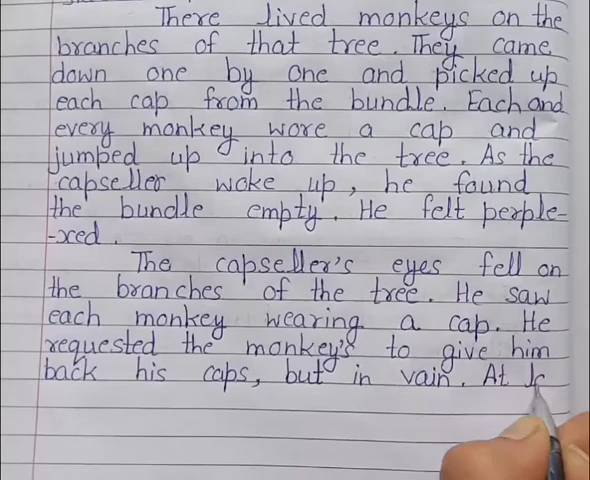 There lived monkeys on the
branches of that tree. They came
down one by one and picked up
each cap from the bundle. Each and
every monkey wore a cap and
jumped up into the tree. As the
capseller woke up, he found
the bundle empty. He felt perple-
-xed.
The capseller's eyes fell on
the branches of the tree. He saw
each monkey wearing a cap. He
requested the monkey's to give him
back his caps, but in vain. At